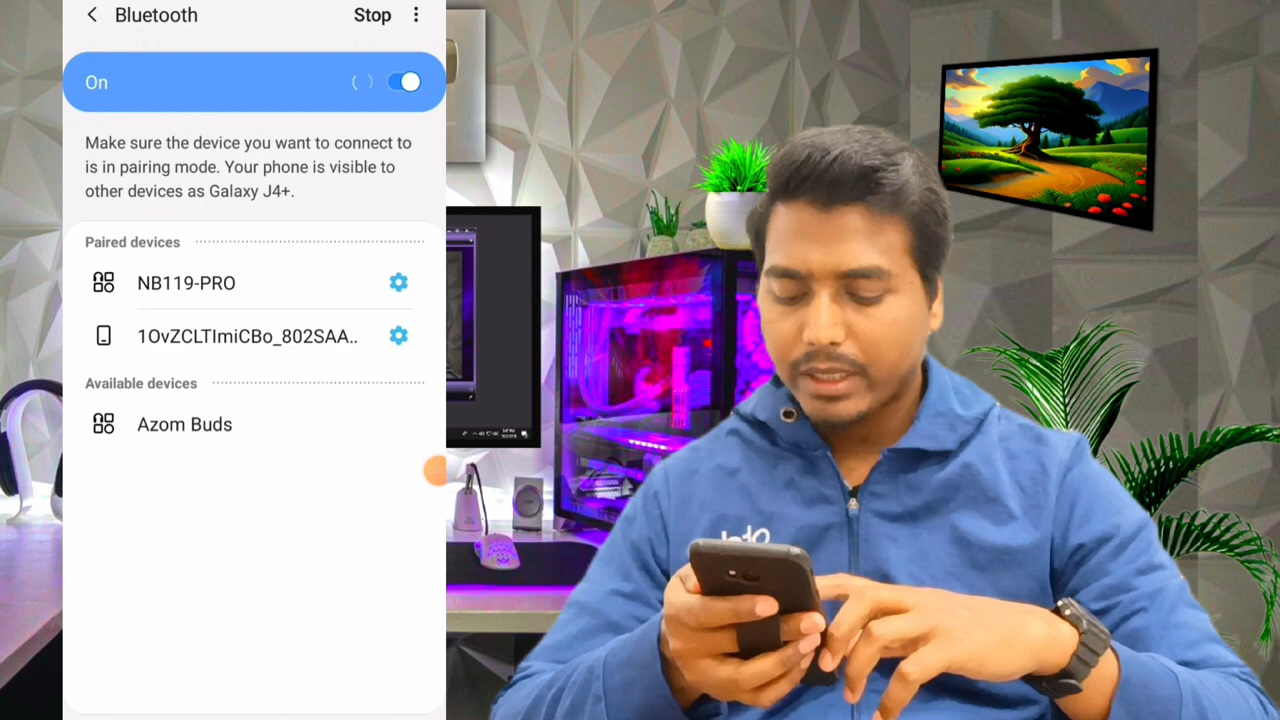 Bluetooth
Stop
On
Make sure the device you want to connect to
is in pairing mode. Your phone is visible to
other devices as Galaxy J4+.
Paired devices
NB119-PRO
1OvZCLTImiCBo_802SAA..
Available devices
Azom Buds